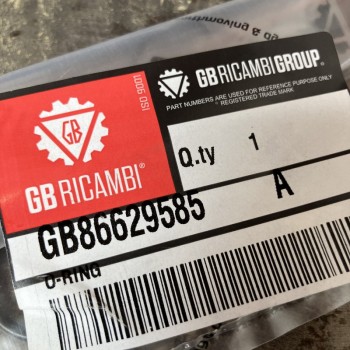 GB RICAMBI GROUP®
PART NUMBERS ARE USED FOR REFERENCE PURPOSE ONLY
® REGISTERED TRADE MARK
ISO 9001
GB
GB RICAMBI®
Q.ty 1
A
GB86629585
O-RING